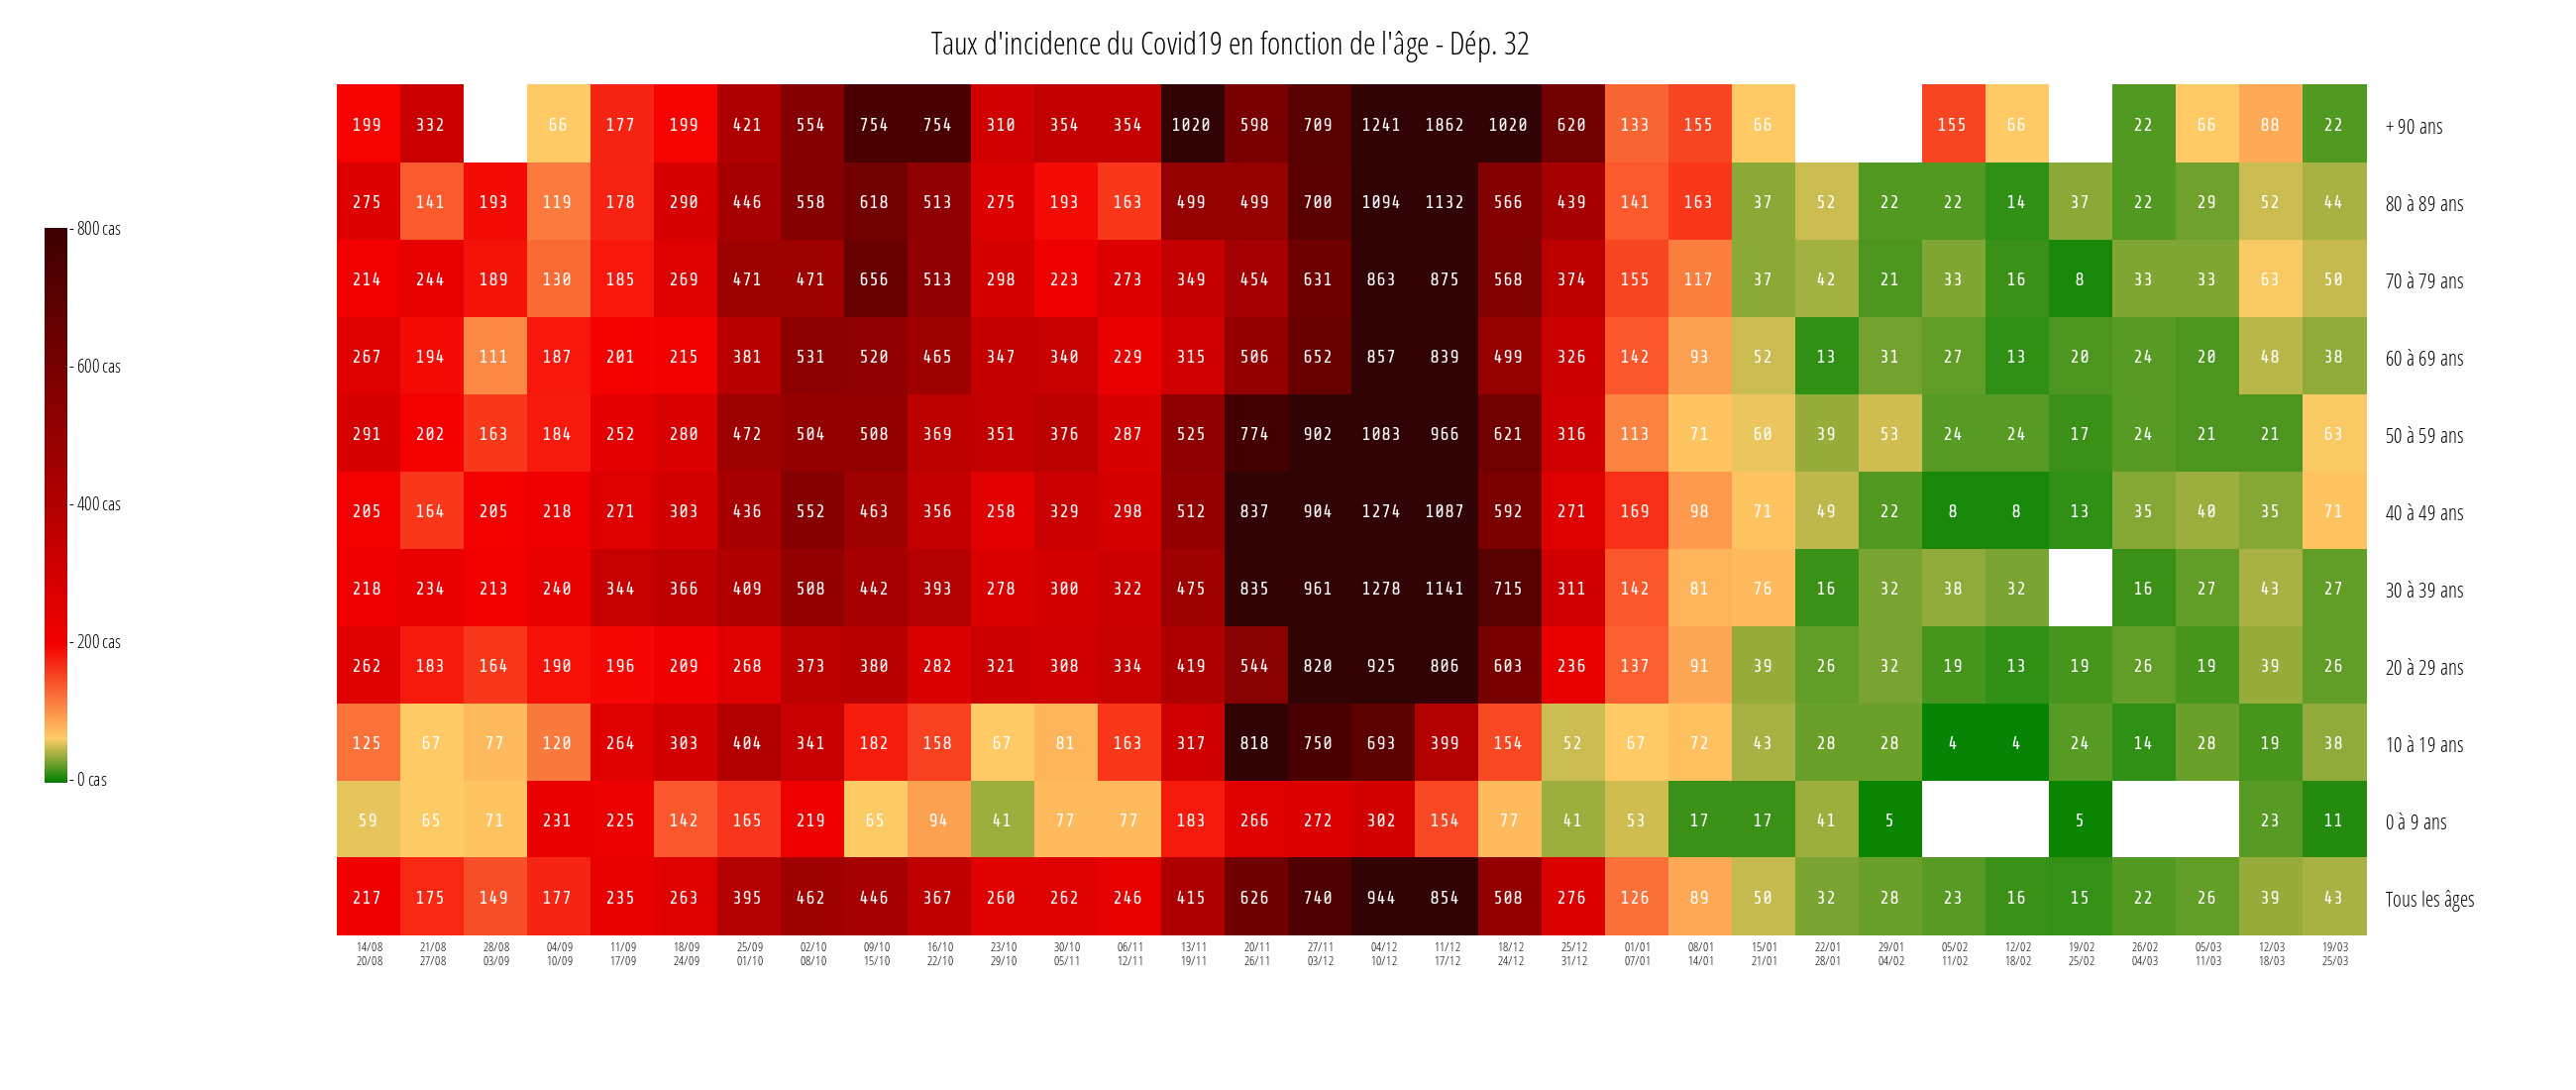 Taux d'incidence du Covid19 en fonction de l'âge - Dép. 32
199 332 66 177 199 421 554 754 754 310 354 354 1020 598 709 1241 1862 1020 620 133 155 66 155 66 22 66 88 22 + 90 ans
275 141 193 119 178 290 446 558 618 513 275 193 163 499 499 700 1094 1132 566 439 141 163 37 52 22 22 14 37 22 29 52 44 80 à 89 ans
214 244 189 130 185 269 471 471 656 513 298 223 273 349 454 631 863 875 568 374 155 117 37 42 21 33 16 8 33 33 63 50 70 à 79 ans
267 194 111 187 201 215 381 531 520 465 347 340 229 315 506 652 857 839 499 326 142 93 52 13 31 27 13 20 24 20 48 38 60 à 69 ans
291 202 163 184 252 280 472 504 508 369 351 376 287 525 774 902 1083 966 621 316 113 71 60 39 53 24 24 17 24 21 21 63 50 à 59 ans
205 164 205 218 271 303 436 552 463 356 258 329 298 512 837 904 1274 1087 592 271 169 98 71 49 22 8 8 13 35 40 35 71 40 à 49 ans
218 234 213 240 344 366 409 508 442 393 278 300 322 475 835 961 1278 1141 715 311 142 81 76 16 32 38 32 16 27 43 27 30 à 39 ans
262 183 164 190 196 209 268 373 380 282 321 308 334 419 544 820 925 806 603 236 137 91 39 26 32 19 13 19 26 19 39 26 20 à 29 ans
125 67 77 120 264 303 404 341 182 158 67 81 163 317 818 750 693 399 154 52 67 72 43 28 28 4 4 24 14 28 19 38 10 à 19 ans
59 65 71 231 225 142 165 219 65 94 41 77 77 183 266 272 302 154 77 41 53 17 17 41 5 5 23 11 0 à 9 ans
217 175 149 177 235 263 395 462 446 367 260 262 246 415 626 740 944 854 508 276 126 89 50 32 28 23 16 15 22 26 39 43 Tous les âges
14/08 21/08 28/08 04/09 11/09 18/09 25/09 02/10 09/10 16/10 23/10 30/10 06/11 13/11 20/11 27/11 04/12 11/12 18/12 25/12 01/01 08/01 15/01 22/01 29/01 05/02 12/02 19/02 26/02 05/03 12/03 19/03
20/08 27/08 03/09 10/09 17/09 24/09 01/10 08/10 15/10 22/10 29/10 05/11 12/11 19/11 26/11 03/12 10/12 17/12 24/12 31/12 07/01 14/01 21/01 28/01 04/02 11/02 18/02 25/02 04/03 11/03 18/03 25/03
- 800 cas
- 600 cas
- 400 cas
- 200 cas
- 0 cas